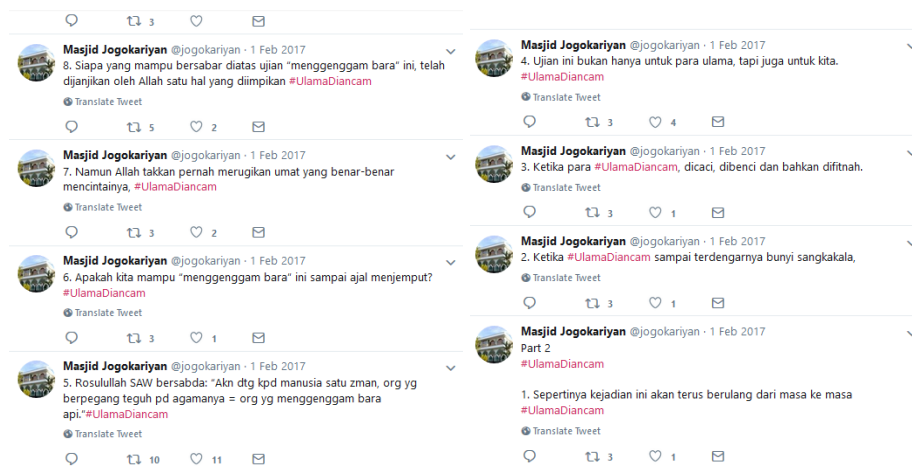 3
Masjid Jogokariyan @jogokariyan · 1 Feb 2017
8. Siapa yang mampu bersabar diatas ujian “menggenggam bara” ini, telah
dijanjikan oleh Allah satu hal yang diimpikan #UlamaDiancam
Translate Tweet
5 2
Masjid Jogokariyan @jogokariyan · 1 Feb 2017
7. Namun Allah takkan pernah merugikan umat yang benar-benar
mencintainya, #UlamaDiancam
Translate Tweet
3 2
Masjid Jogokariyan @jogokariyan · 1 Feb 2017
6. Apakah kita mampu “menggenggam bara” ini sampai ajal menjemput?
#UlamaDiancam
Translate Tweet
3 1
Masjid Jogokariyan @jogokariyan · 1 Feb 2017
5. Rosulullah SAW bersabda: “Akn dtg kpd manusia satu zman, org yg
berpegang teguh pd agamanya = org yg menggenggam bara
api.”#UlamaDiancam
Translate Tweet
10 11
Masjid Jogokariyan @jogokariyan · 1 Feb 2017
4. Ujian ini bukan hanya untuk para ulama, tapi juga untuk kita.
#UlamaDiancam
Translate Tweet
3 4
Masjid Jogokariyan @jogokariyan · 1 Feb 2017
3. Ketika para #UlamaDiancam, dicaci, dibenci dan bahkan difitnah.
Translate Tweet
3 1
Masjid Jogokariyan @jogokariyan · 1 Feb 2017
2. Ketika #UlamaDiancam sampai terdengarnya bunyi sangkakala,
Translate Tweet
3 1
Masjid Jogokariyan @jogokariyan · 1 Feb 2017
Part 2
#UlamaDiancam
1. Sepertinya kejadian ini akan terus berulang dari masa ke masa
#UlamaDiancam
Translate Tweet
3 1